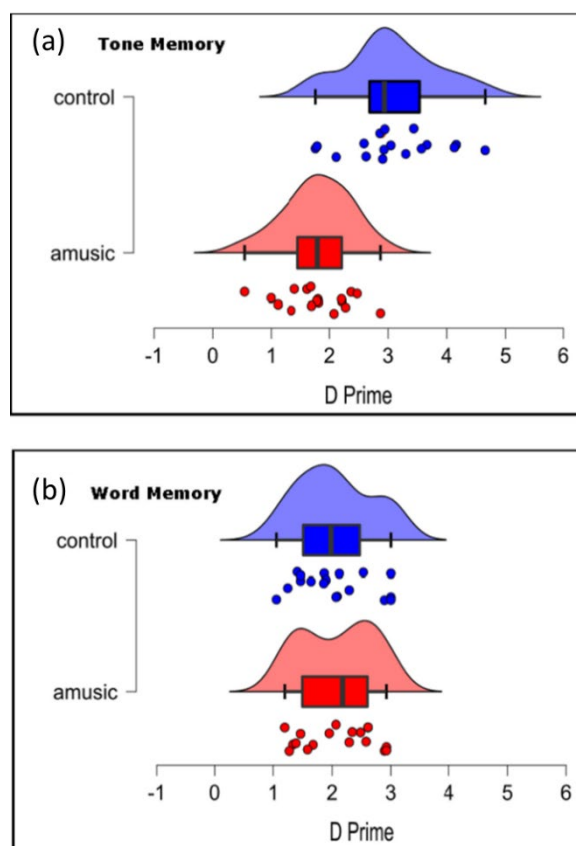 (a) Tone Memory
control
amusic
-1 0 1 2 3 4 5 6
D Prime
(b) Word Memory
control
amusic
-1 0 1 2 3 4 5 6
D Prime